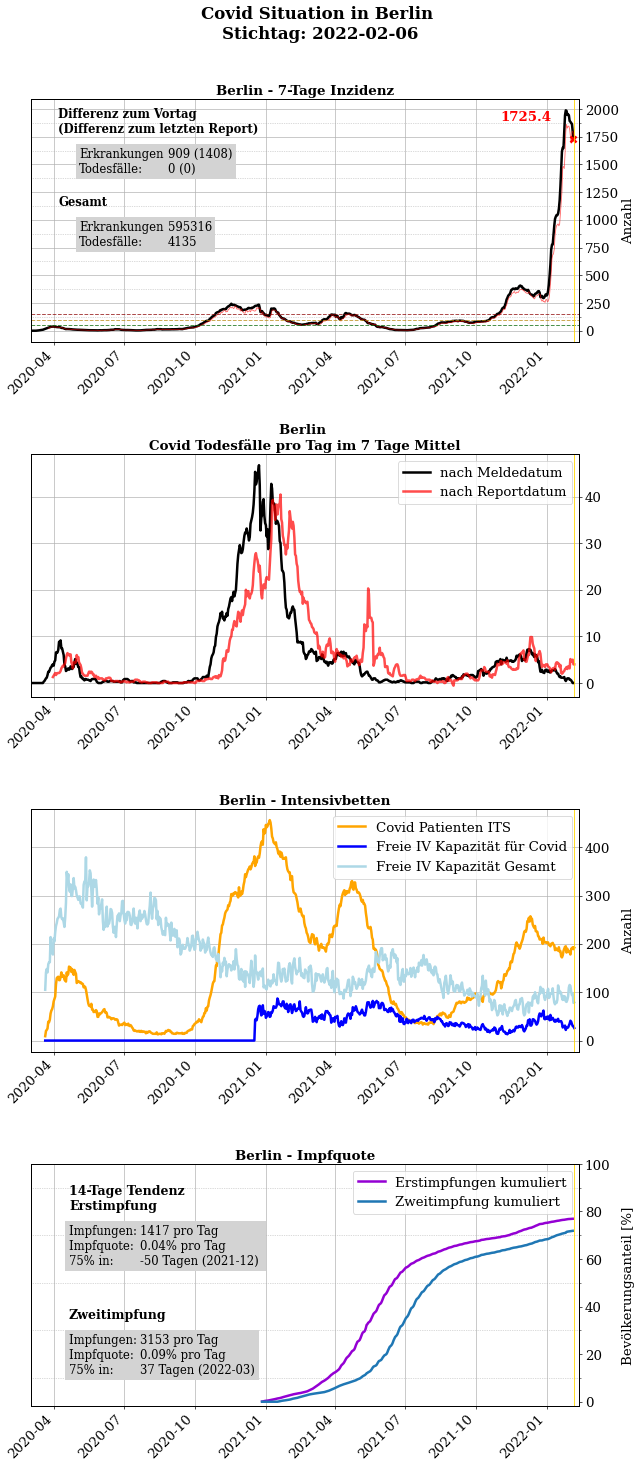 Covid Situation in Berlin
Stichtag: 2022-02-06
Berlin - 7-Tage Inzidenz
Differenz zum Vortag
(Differenz zum letzten Report)
Erkrankungen 909 (1408)
Todesfälle: 0 (0)
Gesamt
Erkrankungen 595316
Todesfälle: 4135
1725.4
2000
1750
1500
1250
1000
750
500
250
0
Anzahl
2020-04
2020-07
2020-10
2021-01
2021-04
2021-07
2021-10
2022-01
Berlin
Covid Todesfälle pro Tag im 7 Tage Mittel
nach Meldedatum
nach Reportdatum
40
30
20
10
0
2020-04
2020-07
2020-10
2021-01
2021-04
2021-07
2021-10
2022-01
Berlin - Intensivbetten
Covid Patienten ITS
Freie IV Kapazität für Covid
Freie IV Kapazität Gesamt
400
300
200
100
0
Anzahl
2020-04
2020-07
2020-10
2021-01
2021-04
2021-07
2021-10
2022-01
Berlin - Impfquote
14-Tage Tendenz
Erstimpfung
Impfungen: 1417 pro Tag
Impfquote: 0.04% pro Tag
75% in: -50 Tagen (2021-12)
Zweitimpfung
Impfungen: 3153 pro Tag
Impfquote: 0.09% pro Tag
75% in: 37 Tagen (2022-03)
Erstimpfungen kumuliert
Zweitimpfung kumuliert
100
80
60
40
20
0
Bevölkerungsanteil [%]
2020-04
2020-07
2020-10
2021-01
2021-04
2021-07
2021-10
2022-01